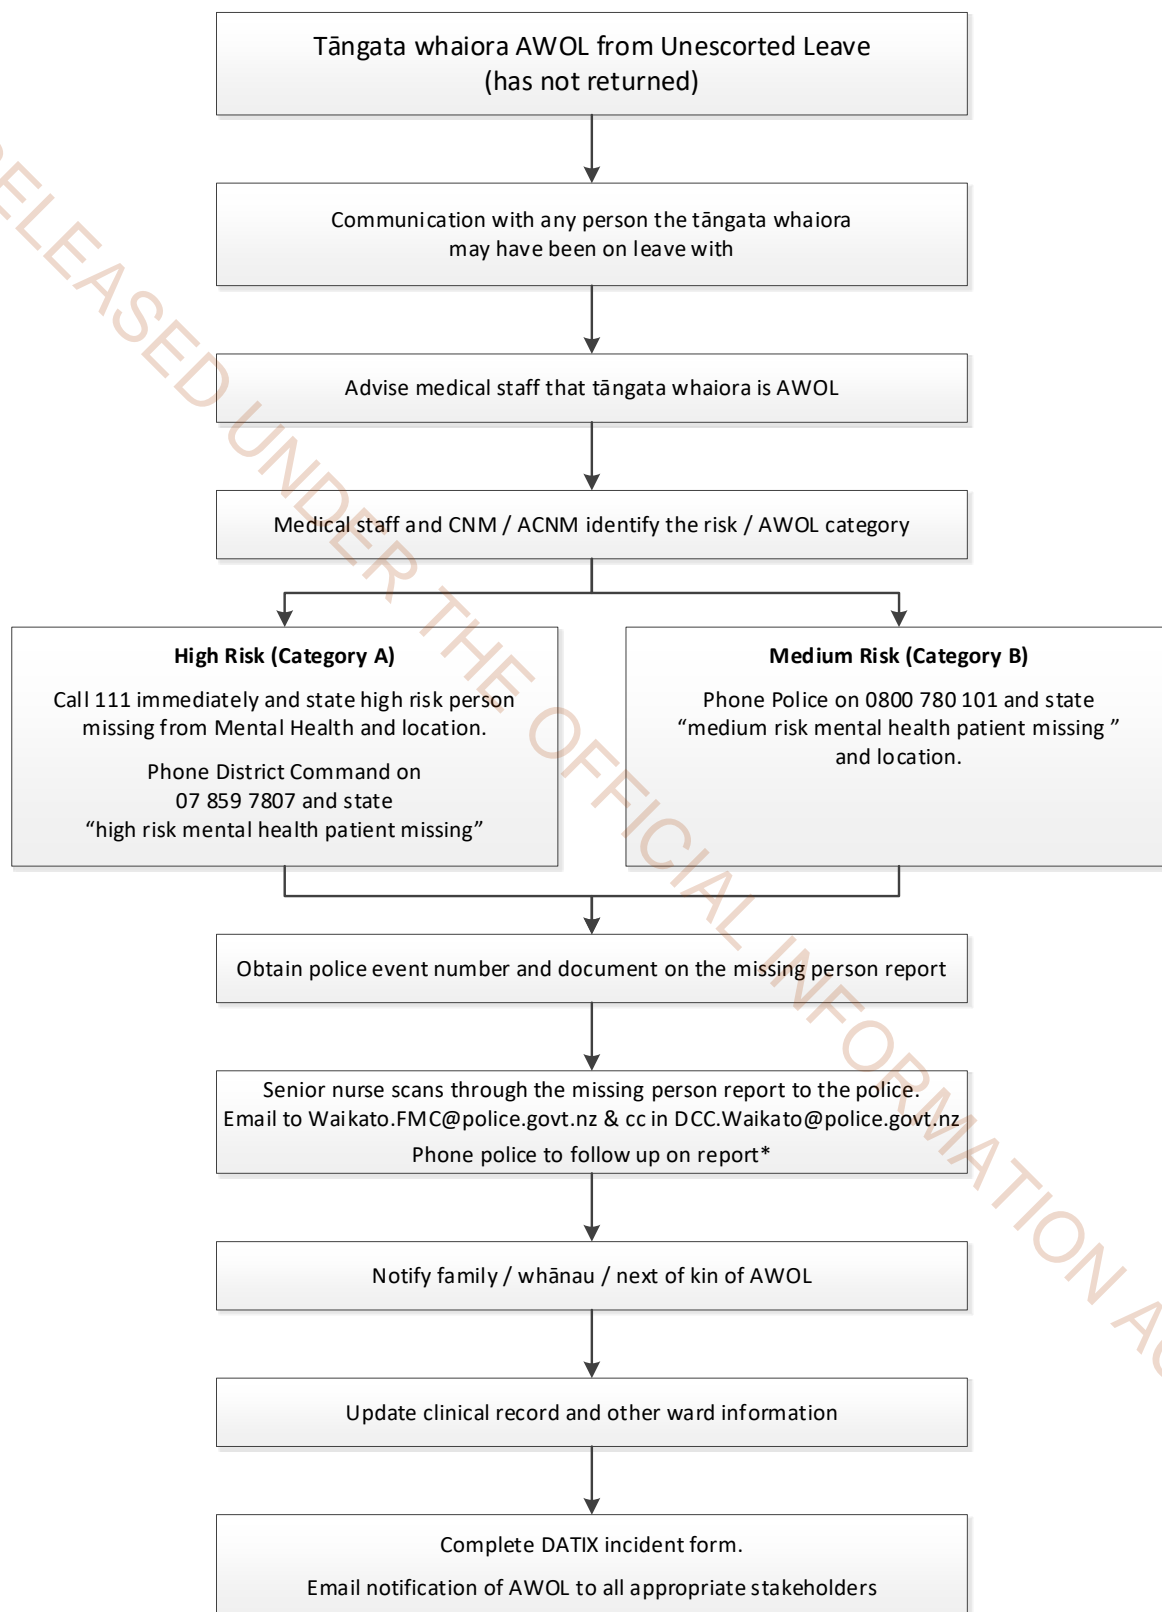 Tāngata whaiora AWOL from Unescorted Leave
(has not returned)
Communication with any person the tāngata whaiora
may have been on leave with
Advise medical staff that tāngata whaiora is AWOL
Medical staff and CNM / ACNM identify the risk / AWOL category
High Risk (Category A)
Call 111 immediately and state high risk person
missing from Mental Health and location.
Phone District Command on
07 859 7807 and state
“high risk mental health patient missing”
Medium Risk (Category B)
Phone Police on 0800 780 101 and state
“medium risk mental health patient missing ”
and location.
Obtain police event number and document on the missing person report
Senior nurse scans through the missing person report to the police.
Email to Waikato.FMC@police.govt.nz & cc in DCC.Waikato@police.govt.nz
Phone police to follow up on report*
Notify family / whānau / next of kin of AWOL
Update clinical record and other ward information
Complete DATIX incident form.
Email notification of AWOL to all appropriate stakeholders
RELEASED UNDER THE OFFICIAL INFORMATION